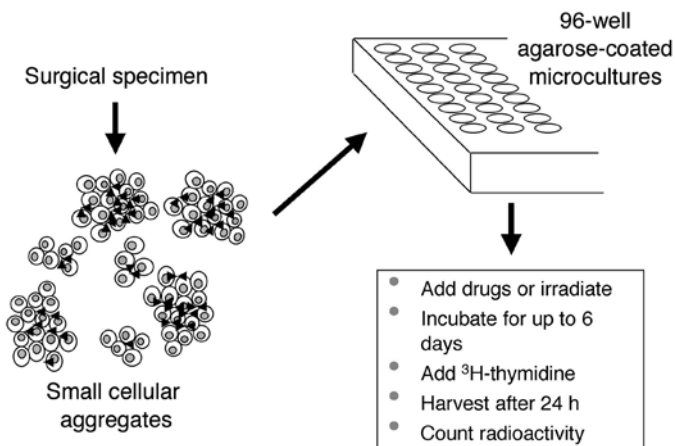 Surgical specimen
96-well
agarose-coated
microcultures
Small cellular
aggregates
• Add drugs or irradiate
• Incubate for up to 6
days
• Add ³H-thymidine
• Harvest after 24 h
• Count radioactivity